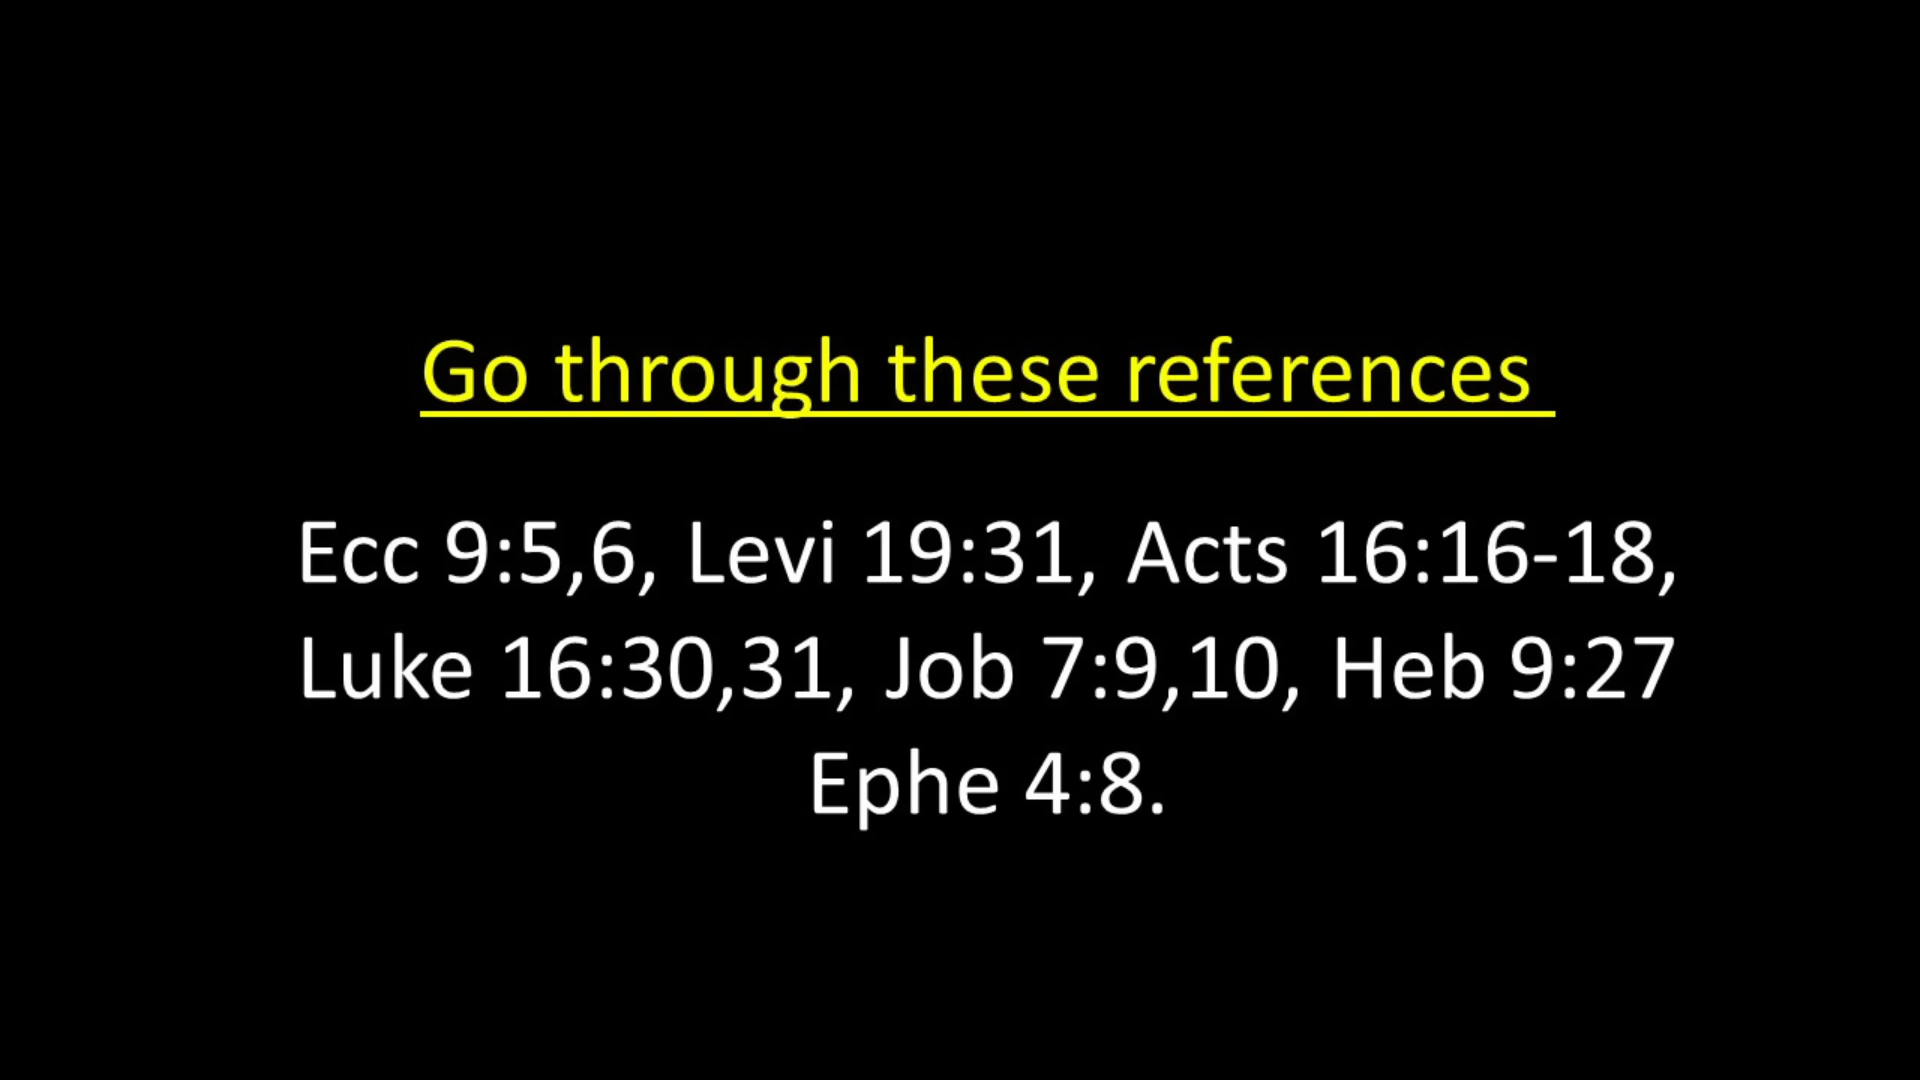 Go through these references
Ecc 9:5,6, Levi 19:31, Acts 16:16-18,
Luke 16:30,31, Job 7:9,10, Heb 9:27
Ephe 4:8.